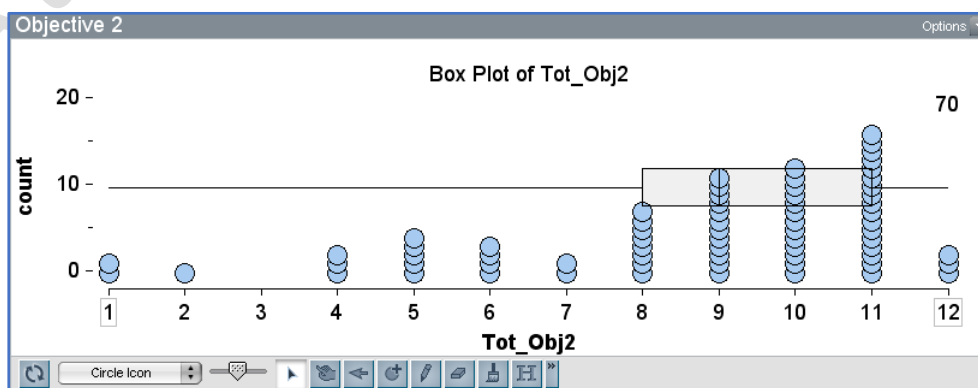 Objective 2
Options
Box Plot of Tot_Obj2
70
20
10
0
count
1 2 3 4 5 6 7 8 9 10 11 12
Tot_Obj2
Circle Icon